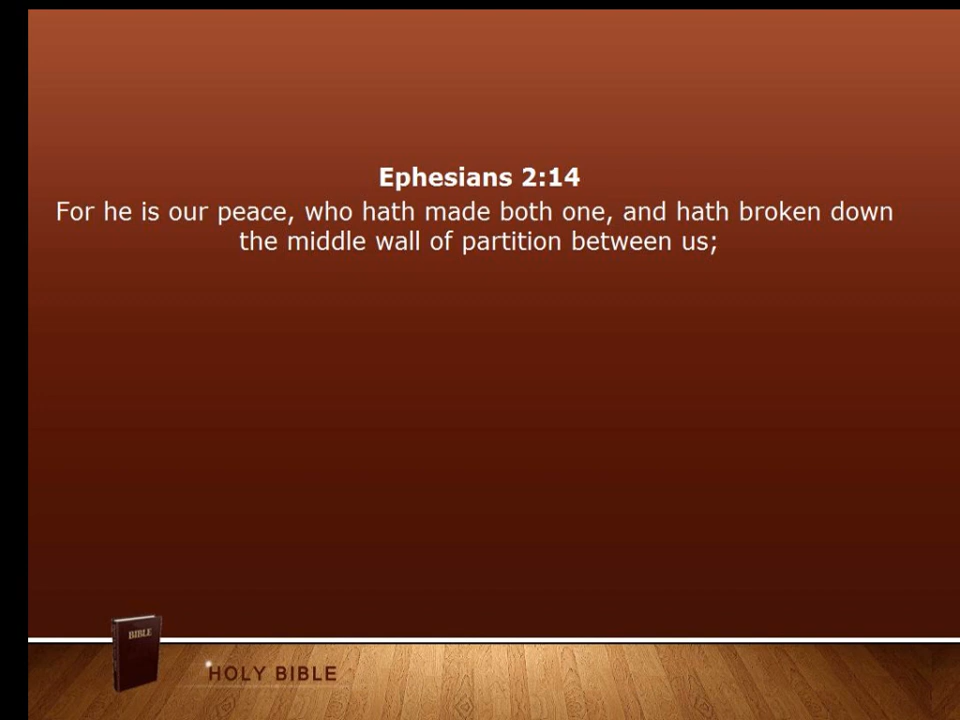 Ephesians 2:14
For he is our peace, who hath made both one, and hath broken down
the middle wall of partition between us;
BIBLE
HOLY BIBLE